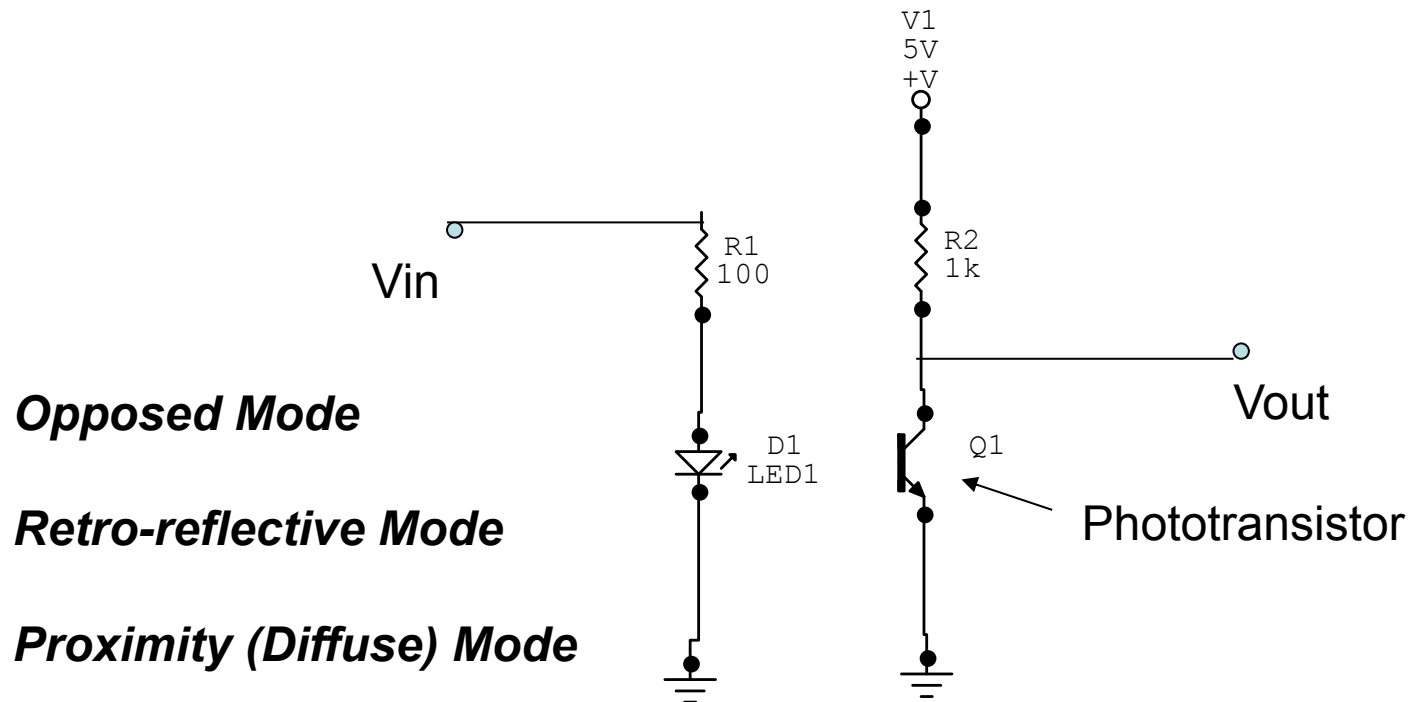 V1
5V
+V
R1
100
R2
1k
Vin
Opposed Mode
Vout
D1
LED1
Q1
Retro-reflective Mode
Phototransistor
Proximity (Diffuse) Mode